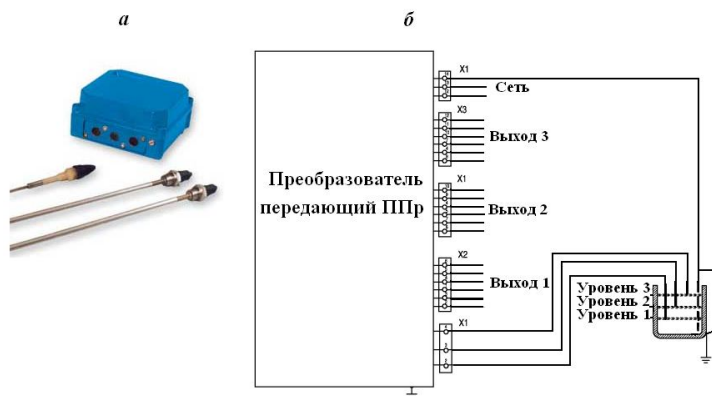 а
б
X1
Сеть
X3
Выход 3
X1
Выход 2
Преобразователь
передающий ППр
X2
Выход 1
X1
Уровень 3
Уровень 2
Уровень 1